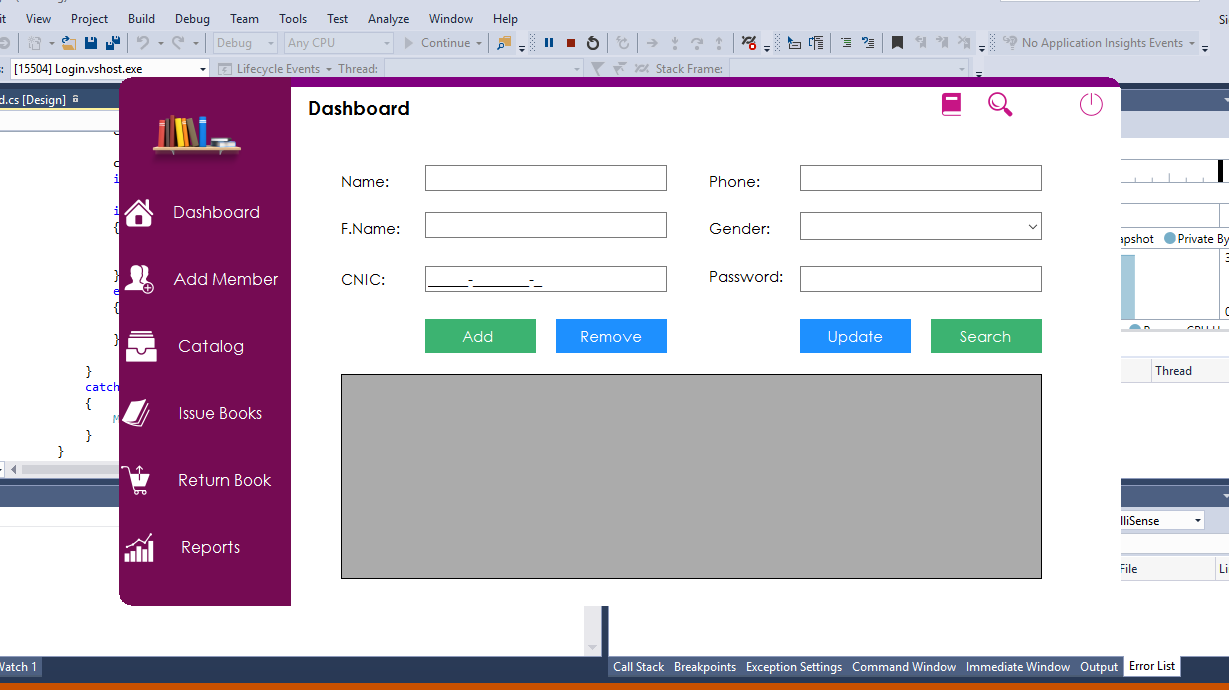 it View Project Build Debug Team Tools Test Analyze Window Help
Debug Any CPU Continue No Application Insights Events
[15504] Login.vshost.exe Lifecycle Events Thread: Stack Frame:
d.cs [Design]
Dashboard
Name: Phone:
F.Name: Gender:
CNIC: _____-_______-_ Password:
Add Remove Update Search
Dashboard
Add Member
Catalog
Issue Books
Return Book
Reports
{
}
{
}
}
catch
{
M
}
}
apshot Private By
Thread
lliSense
File Li
Watch 1
Call Stack Breakpoints Exception Settings Command Window Immediate Window Output Error List